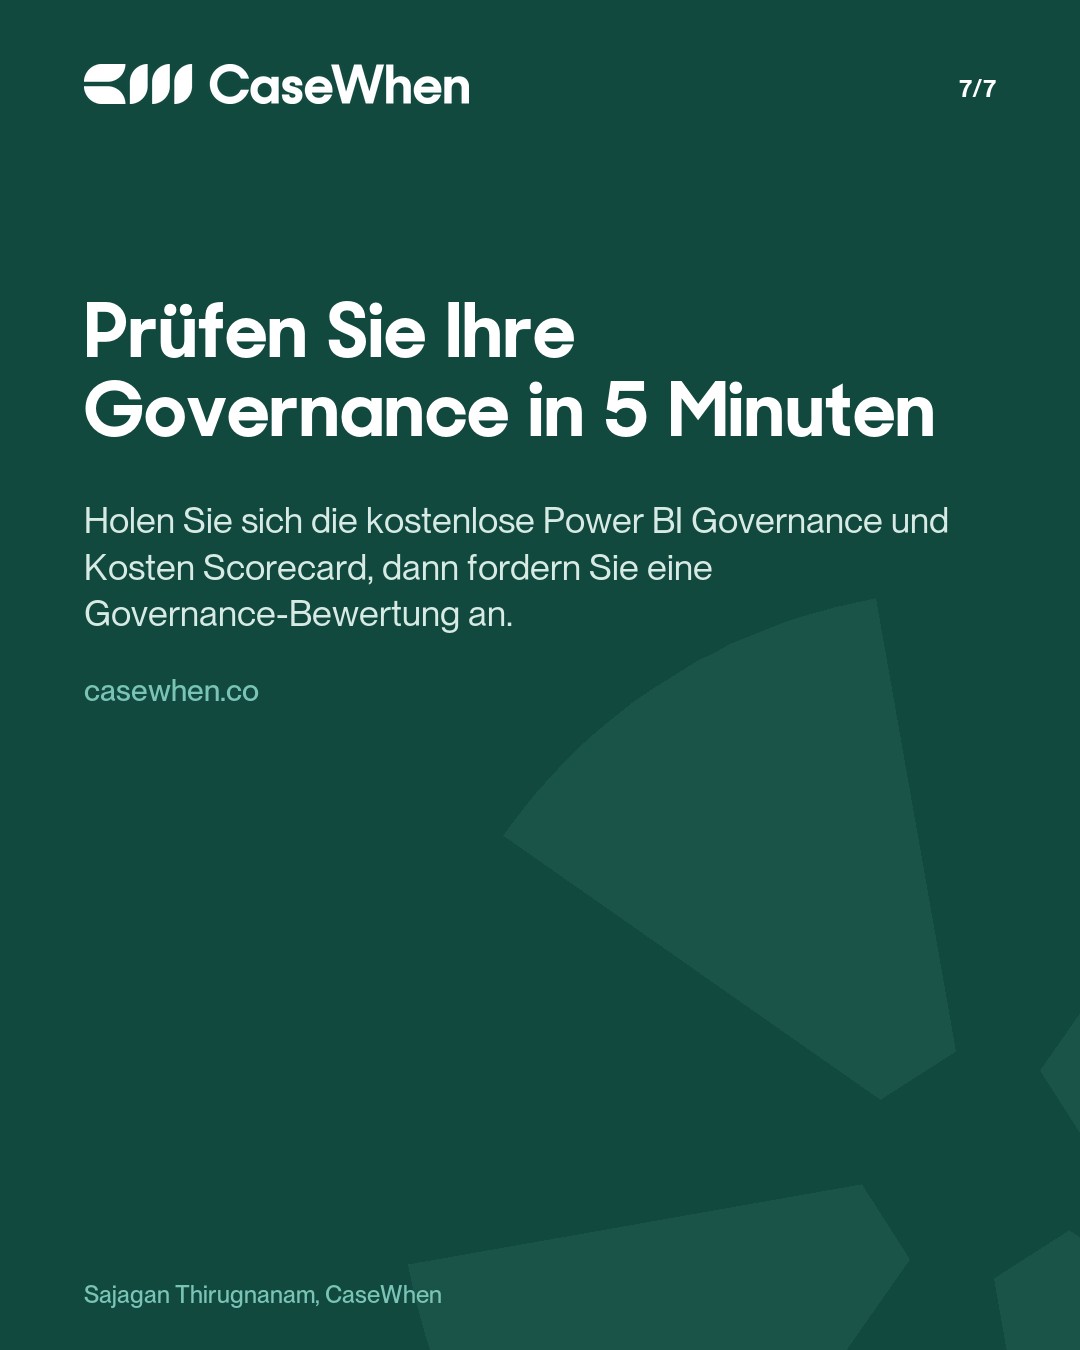 CaseWhen
7/7
Prüfen Sie Ihre
Governance in 5 Minuten
Holen Sie sich die kostenlose Power BI Governance und
Kosten Scorecard, dann fordern Sie eine
Governance-Bewertung an.
casewhen.co
Sajagan Thirugnanam, CaseWhen